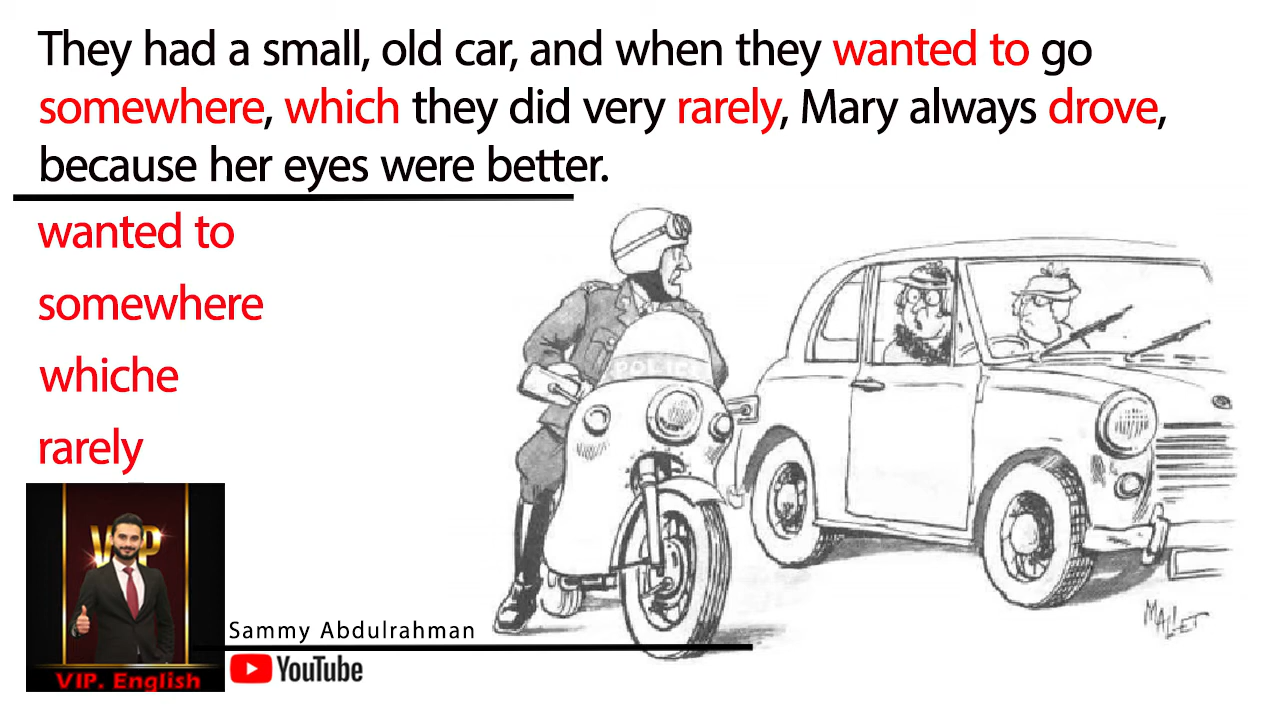 They had a small, old car, and when they wanted to go
somewhere, which they did very rarely, Mary always drove,
because her eyes were better.
wanted to
somewhere
whiche
rarely
POLICE
VIP
Sammy Abdulrahman
YouTube
VIP. English
MALLET